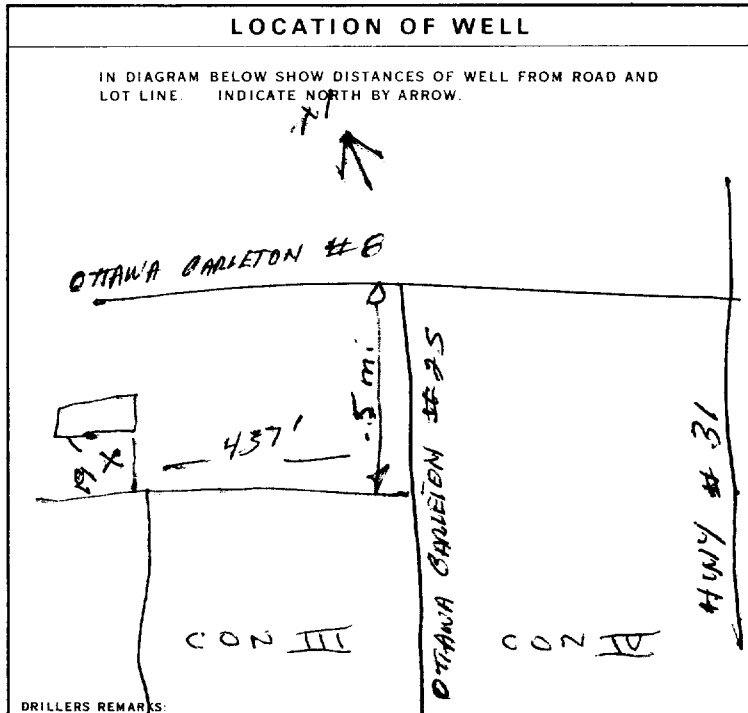 LOCATION OF WELL
IN DIAGRAM BELOW SHOW DISTANCES OF WELL FROM ROAD AND
LOT LINE. INDICATE NORTH BY ARROW.
OTTAWA CARLETON # 8
.5 mi
OTTAWA CARLETON # 25
HWY # 31
437'
19'
X
CON III
CON IV
DRILLERS REMARKS: